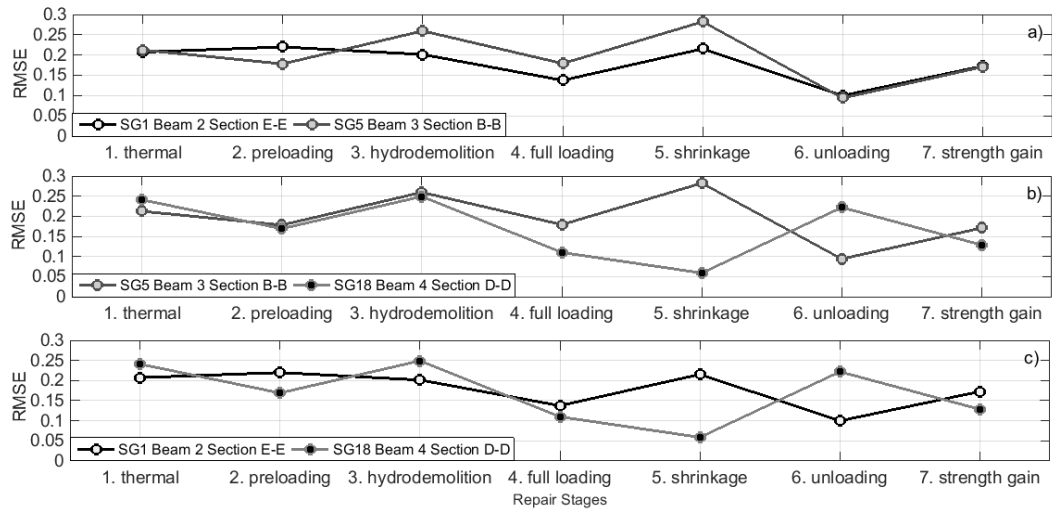 0.3
a)
0.25
0.2
0.15
0.1
0.05
0
RMSE
SG1 Beam 2 Section E-E SG5 Beam 3 Section B-B
1. thermal 2. preloading 3. hydrodemolition 4. full loading 5. shrinkage 6. unloading 7. strength gain
0.3
b)
0.25
0.2
0.15
0.1
0.05
0
RMSE
SG5 Beam 3 Section B-B SG18 Beam 4 Section D-D
1. thermal 2. preloading 3. hydrodemolition 4. full loading 5. shrinkage 6. unloading 7. strength gain
0.3
c)
0.25
0.2
0.15
0.1
0.05
0
RMSE
SG1 Beam 2 Section E-E SG18 Beam 4 Section D-D
1. thermal 2. preloading 3. hydrodemolition 4. full loading 5. shrinkage 6. unloading 7. strength gain
Repair Stages